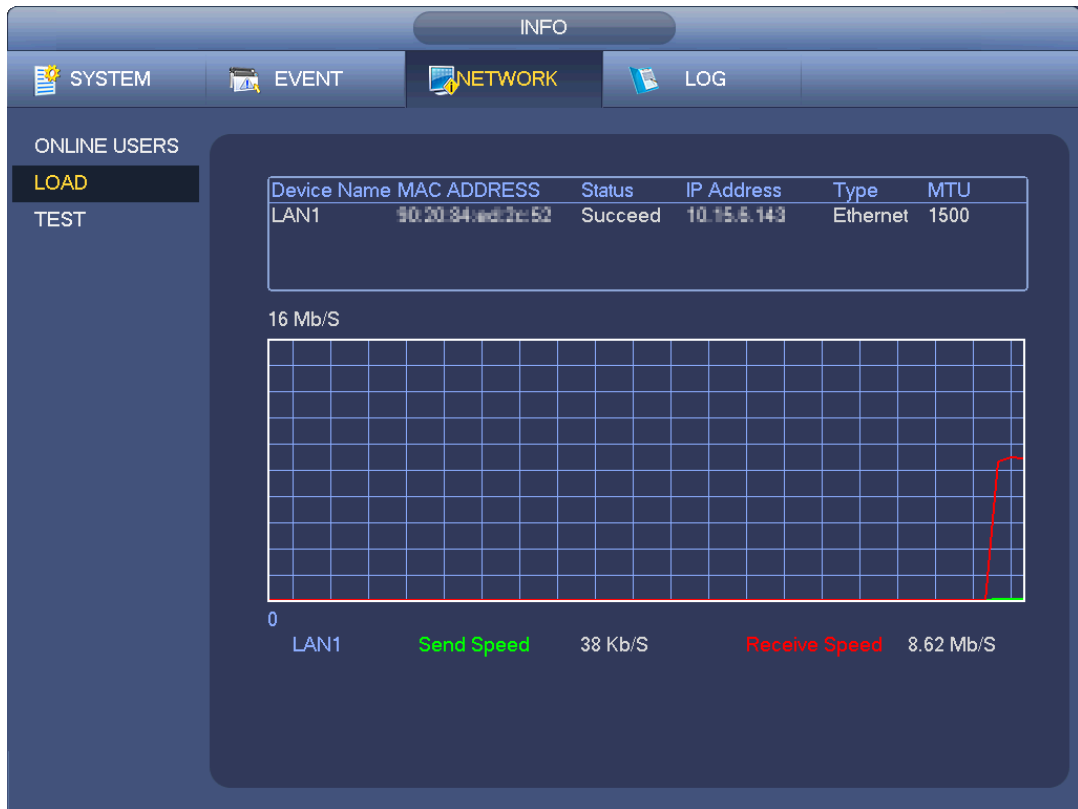 INFO
SYSTEM EVENT NETWORK LOG
ONLINE USERS
LOAD
TEST
Device Name MAC ADDRESS Status IP Address Type MTU
LAN1 Succeed Ethernet 1500
16 Mb/S
0
LAN1 Send Speed 38 Kb/S Receive Speed 8.62 Mb/S